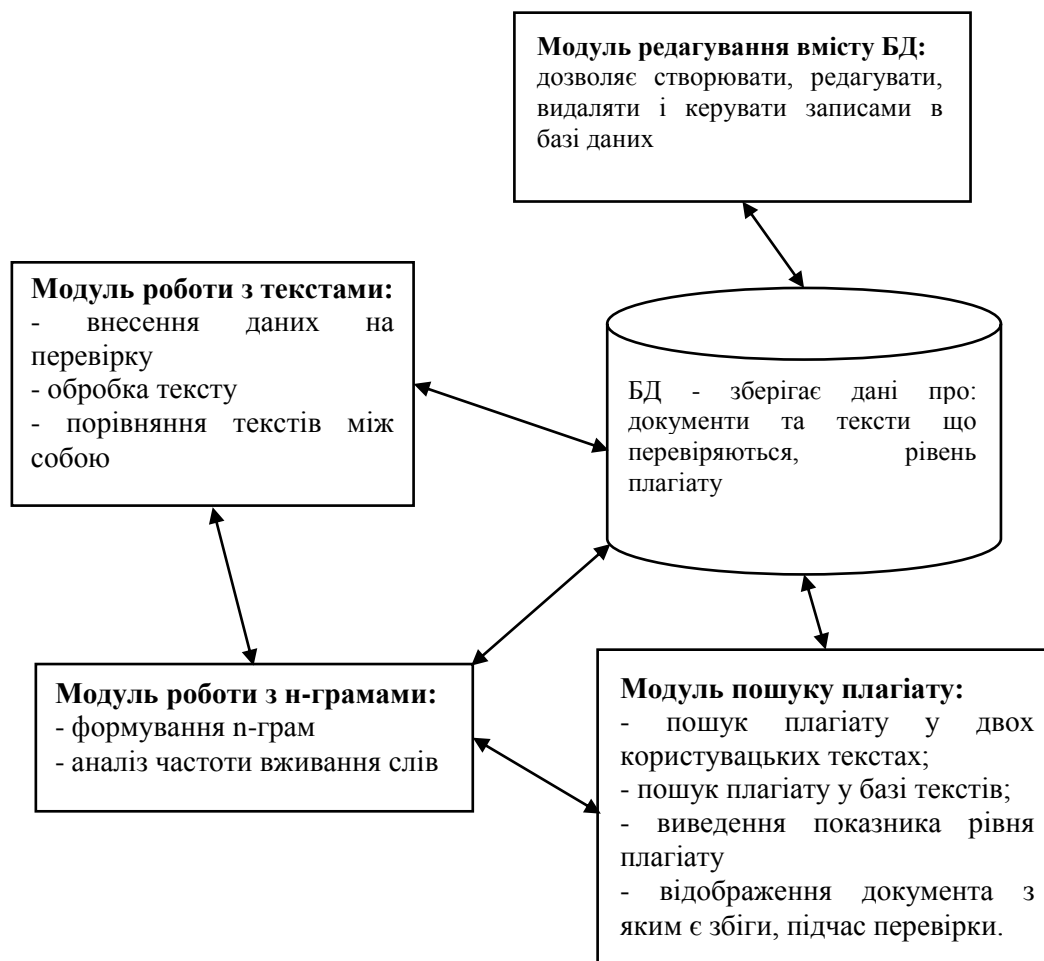 Модуль редагування вмісту БД:
дозволяє створювати, редагувати,
видаляти і керувати записами в
базі даних
Модуль роботи з текстами:
- внесення даних на
перевірку
- обробка тексту
- порівняння текстів між
собою
БД - зберігає дані про:
документи та тексти що
перевіряються, рівень
плагіату
Модуль роботи з н-грамами:
- формування n-грам
- аналіз частоти вживання слів
Модуль пошуку плагіату:
- пошук плагіату у двох
користувацьких текстах;
- пошук плагіату у базі текстів;
- виведення показника рівня
плагіату
- відображення документа з
яким є збіги, підчас перевірки.